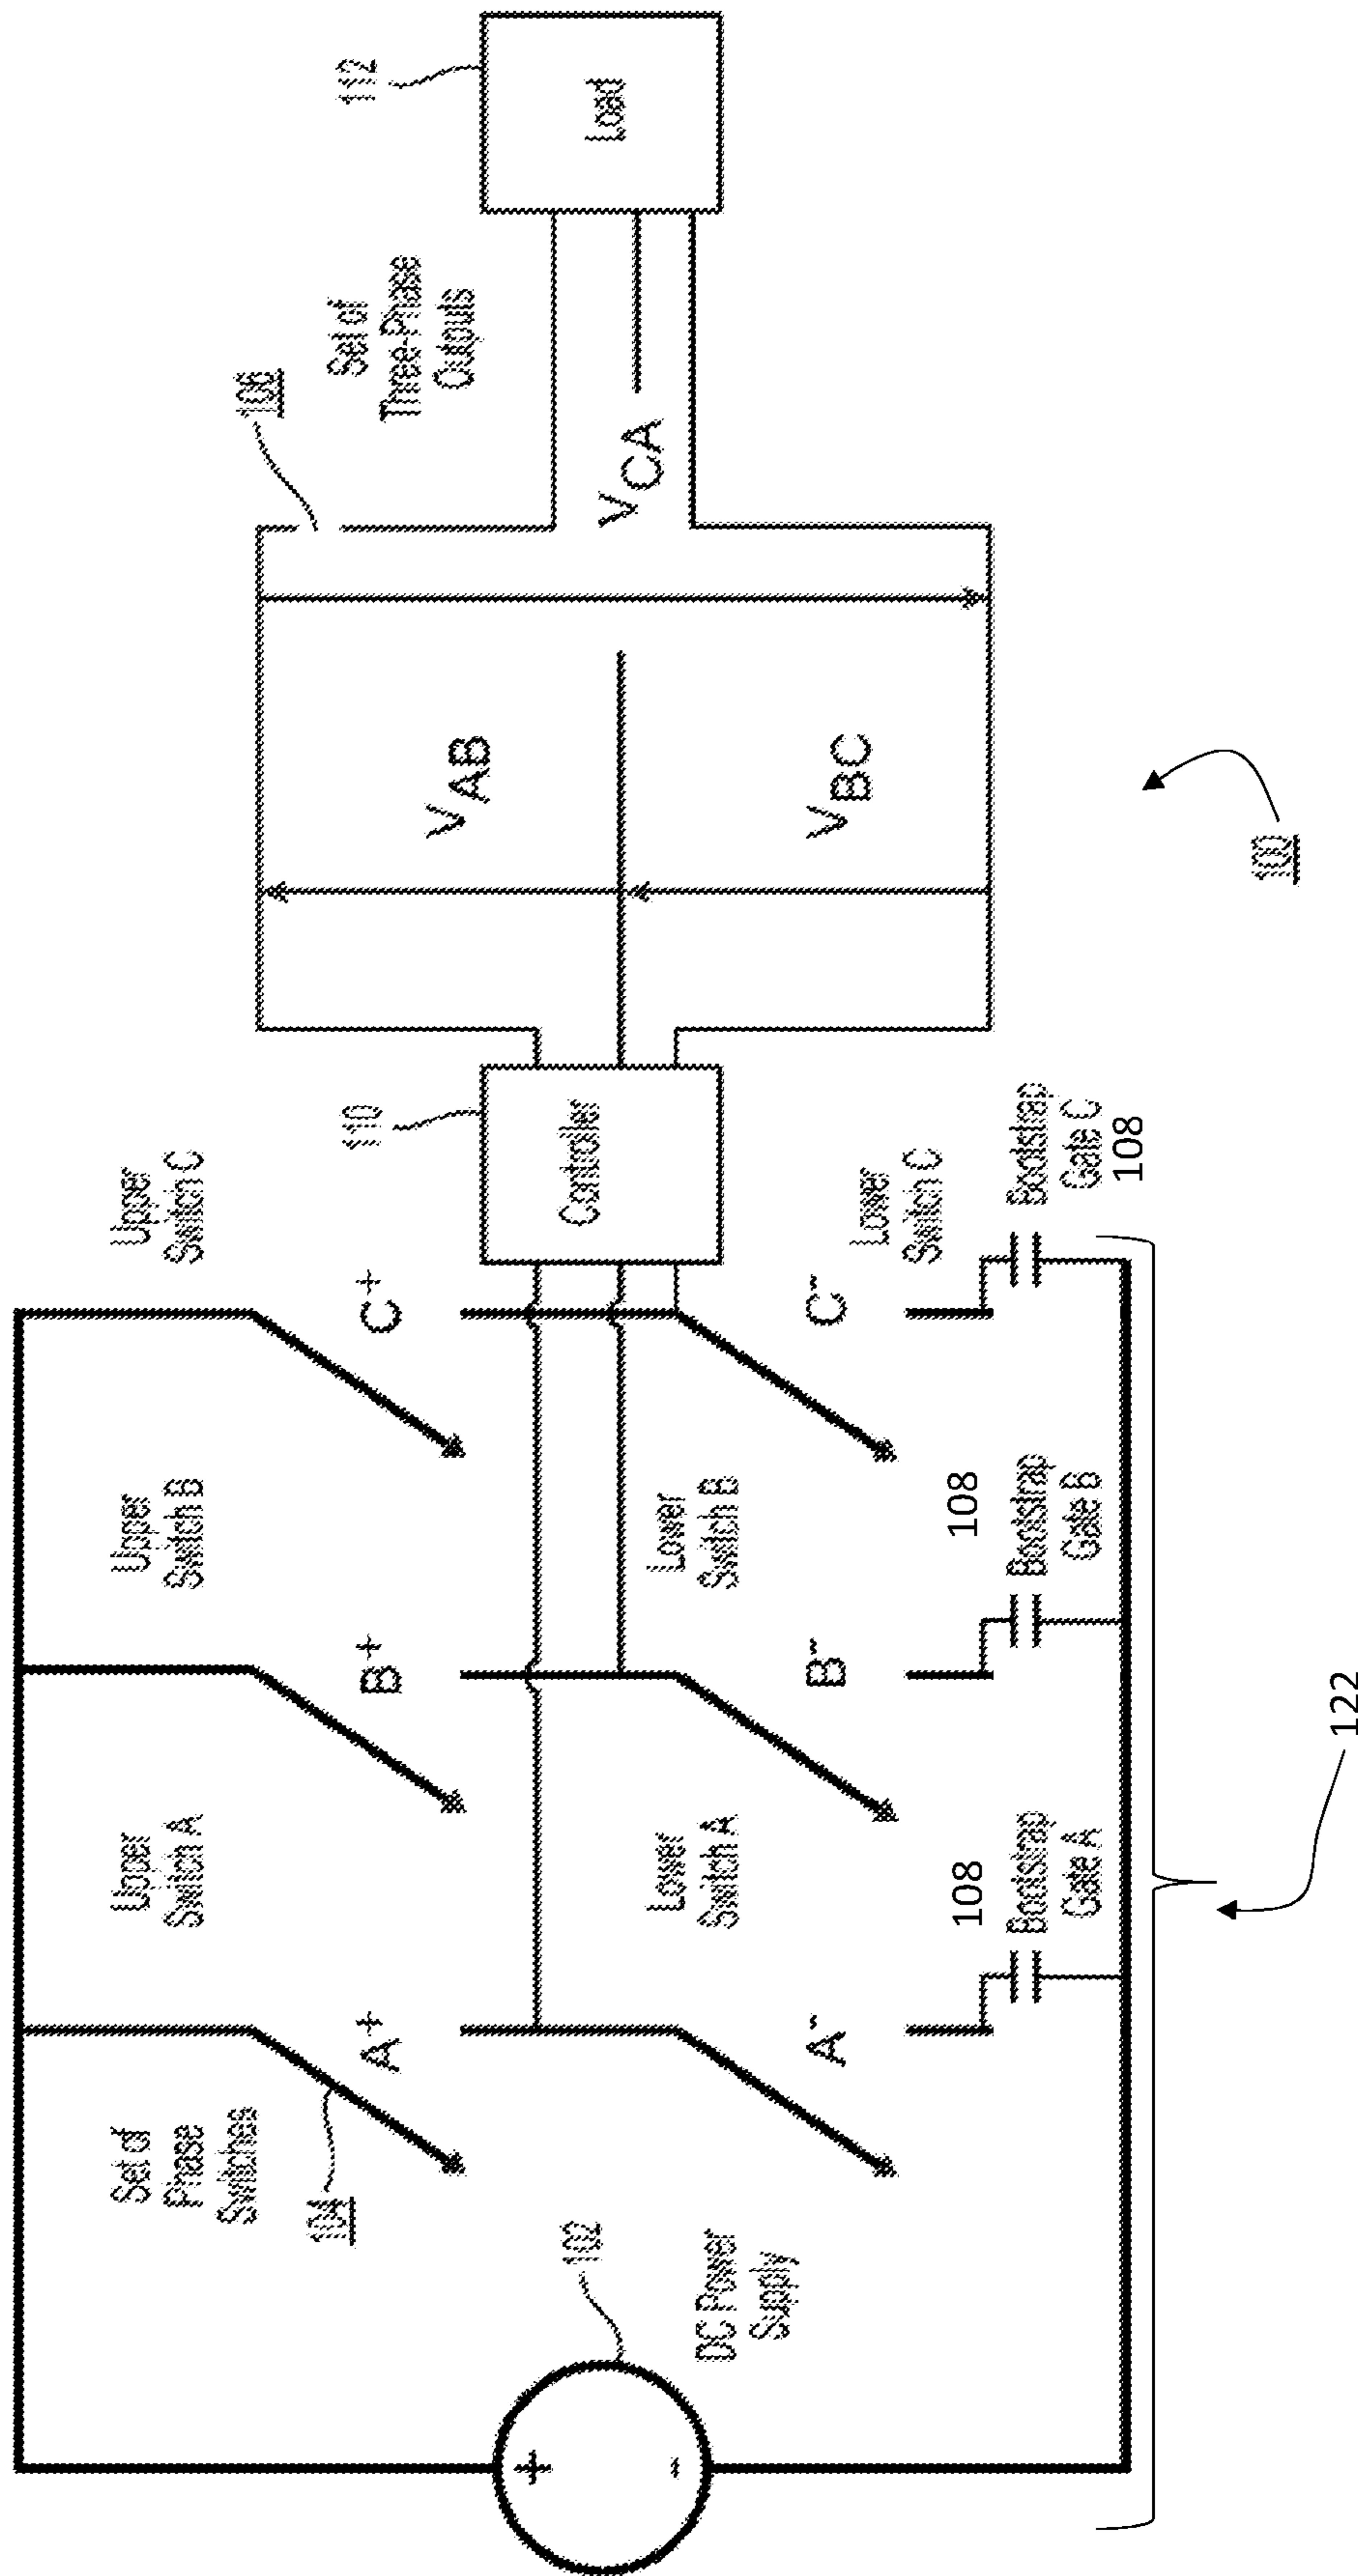 Upper
Switch A
Upper
Switch B
Upper
Switch C
Set of
Phase
Switches
104
A+
B+
C+
102
DC Power
Supply
+
-
Lower
Switch A
Lower
Switch B
Lower
Switch C
A-
B-
C-
108
Bootstrap
Gate A
108
Bootstrap
Gate B
Bootstrap
Gate C
108
122
110
Controller
VAB
VBC
VCA
106
Set of
Three-Phase
Outputs
112
Load
100